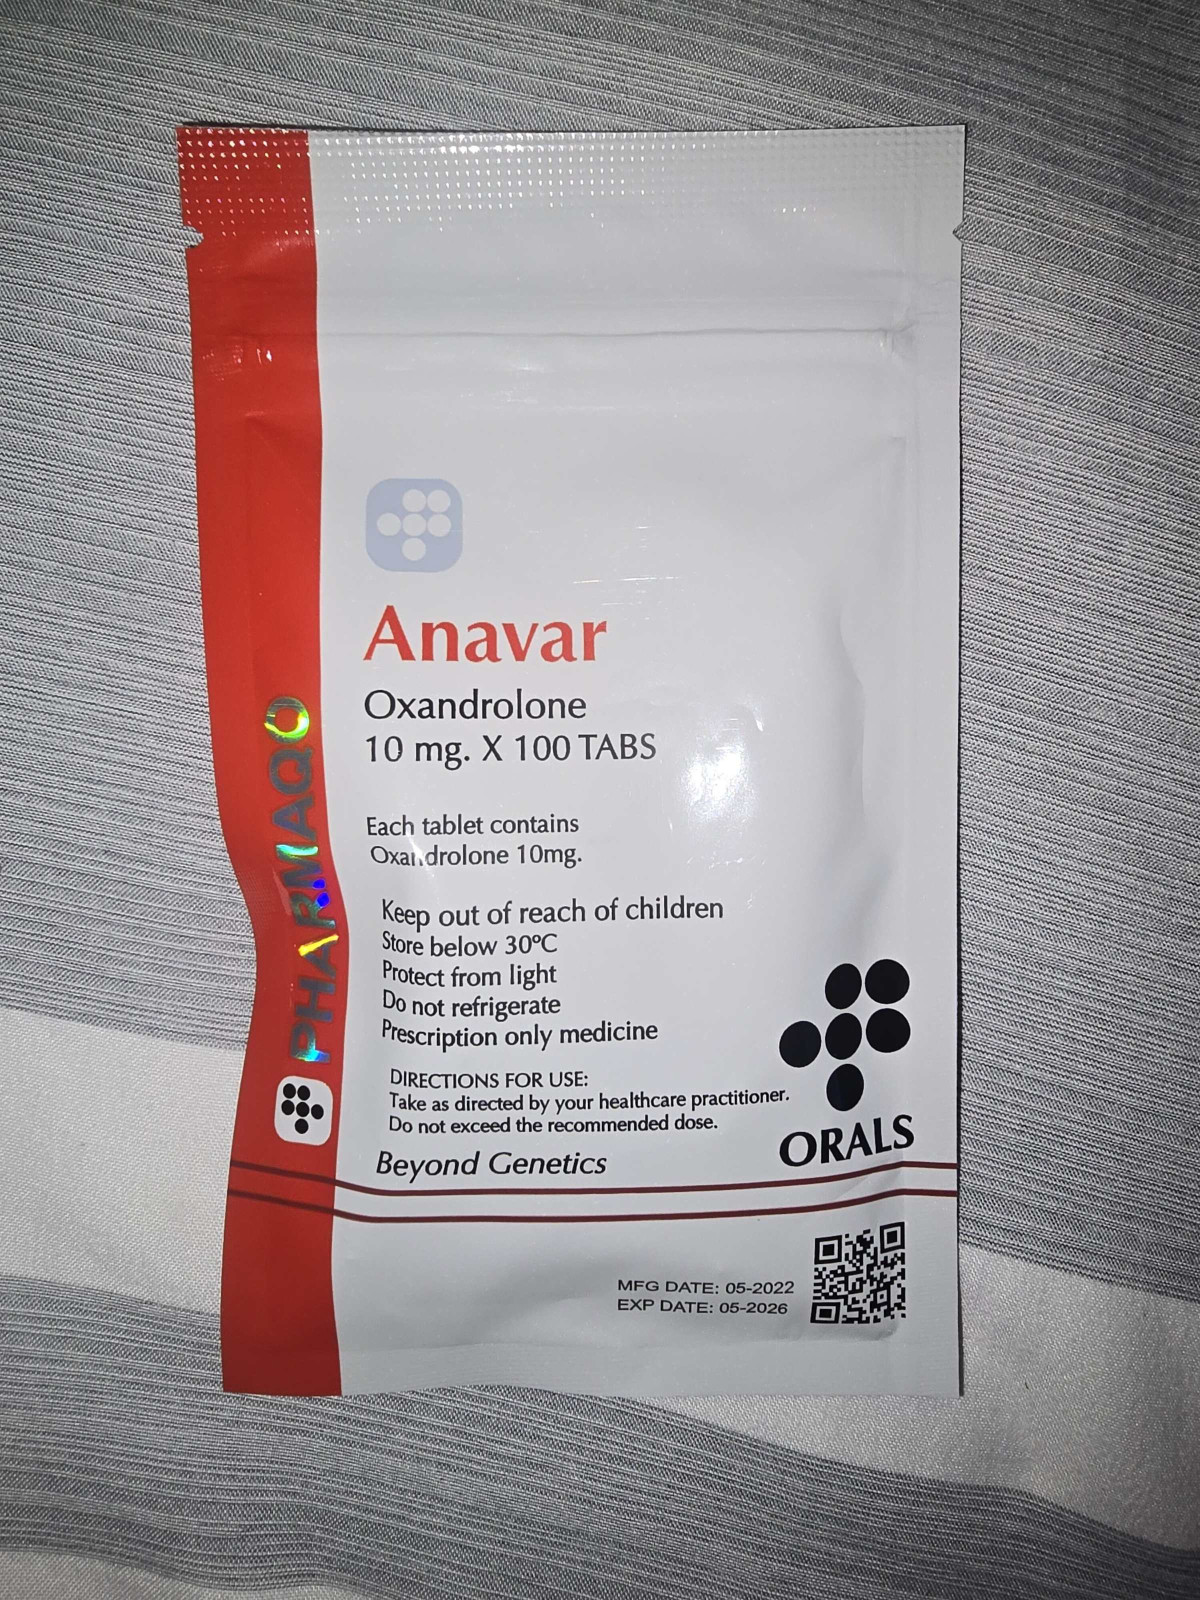 Anavar
Oxandrolone
10 mg. X 100 TABS
Each tablet contains
Oxandrolone 10mg.
Keep out of reach of children
Store below 30ºC
Protect from light
Do not refrigerate
Prescription only medicine
DIRECTIONS FOR USE:
Take as directed by your healthcare practitioner.
Do not exceed the recommended dose.
Beyond Genetics
ORALS
PHARMAQO
MFG DATE: 05-2022
EXP DATE: 05-2026